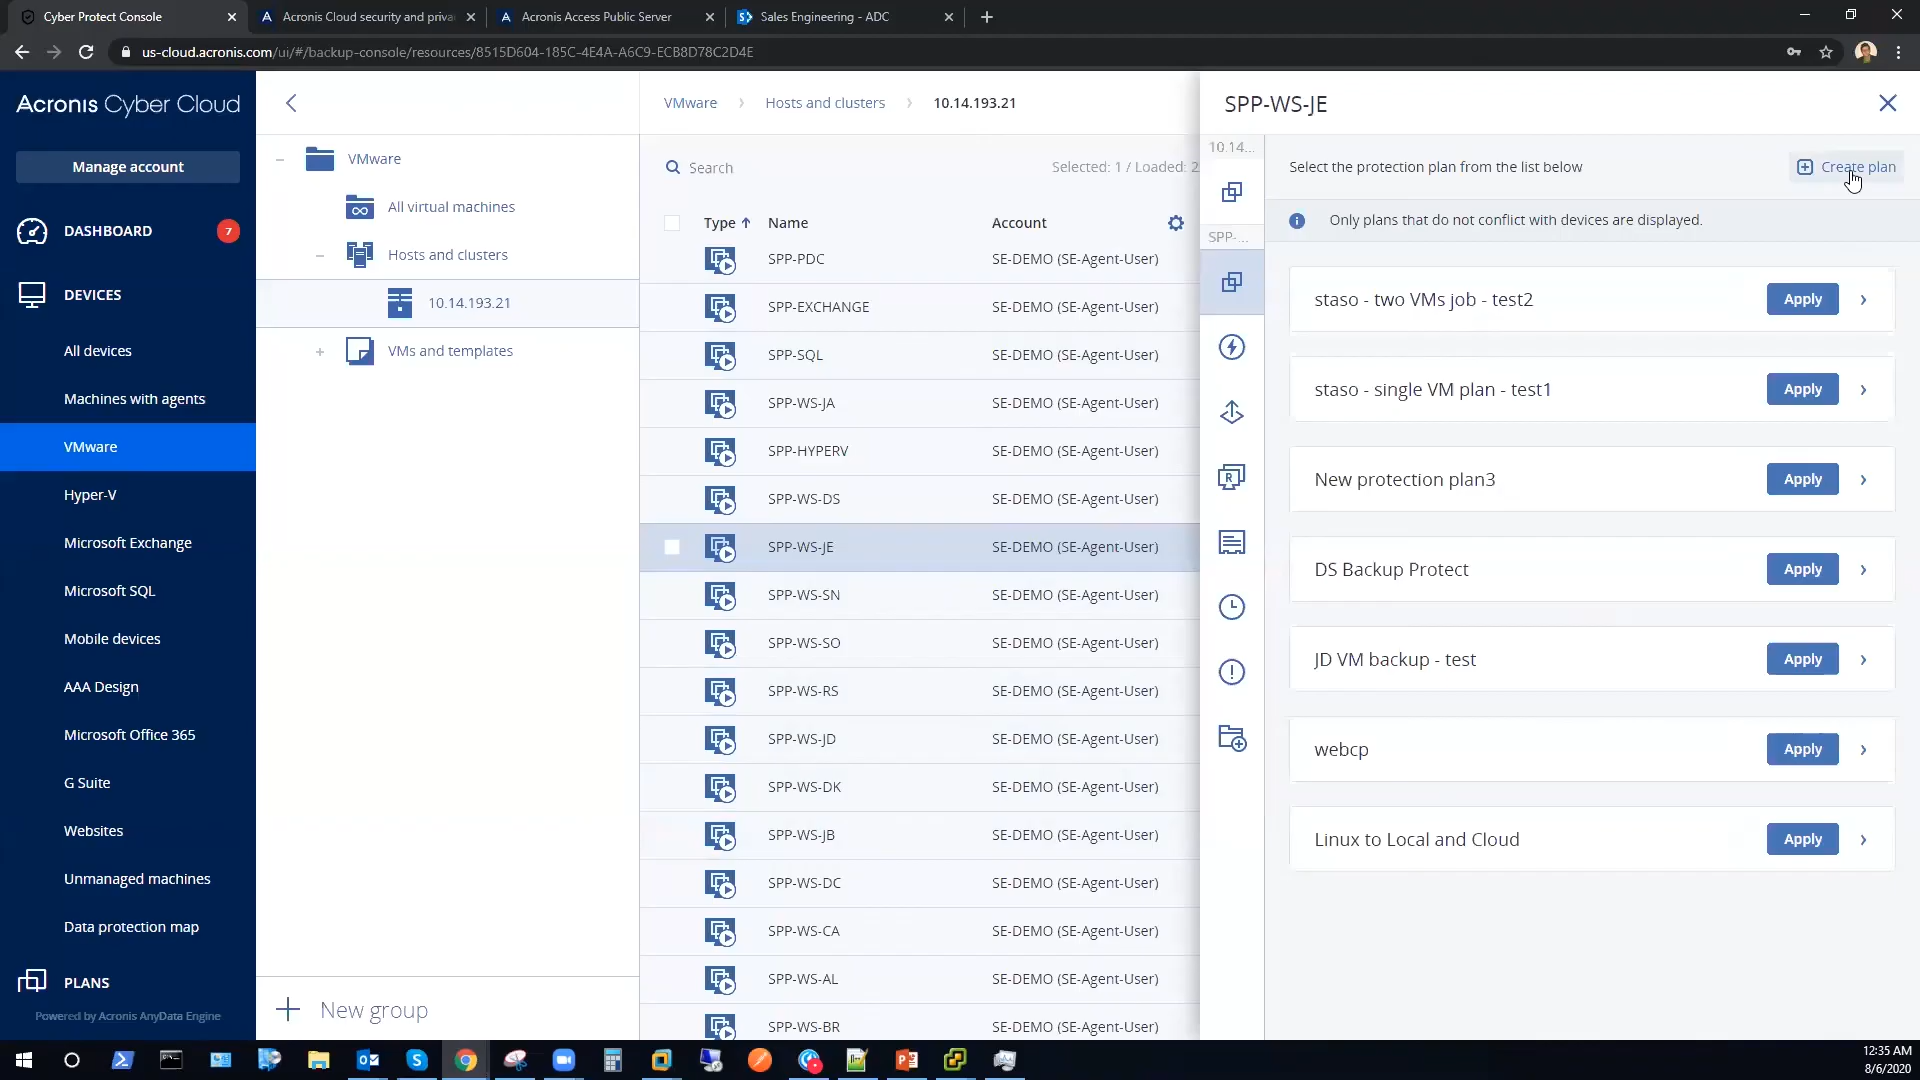 Cyber Protect Console
Acronis Cloud security and priva
Acronis Access Public Server
Sales Engineering - ADC
us-cloud.acronis.com/ui/#/backup-console/resources/8515D604-185C-4E4A-A6C9-ECB8D78C2D4E
Acronis Cyber Cloud
Manage account
DASHBOARD
7
DEVICES
All devices
Machines with agents
VMware
Hyper-V
Microsoft Exchange
Microsoft SQL
Mobile devices
AAA Design
Microsoft Office 365
G Suite
Websites
Unmanaged machines
Data protection map
PLANS
Powered by Acronis AnyData Engine
VMware
All virtual machines
Hosts and clusters
10.14.193.21
VMs and templates
New group
VMware
Hosts and clusters
10.14.193.21
Search
Selected: 1 / Loaded: 2
Type Name Account
SPP-PDC SE-DEMO (SE-Agent-User)
SPP-EXCHANGE SE-DEMO (SE-Agent-User)
SPP-SQL SE-DEMO (SE-Agent-User)
SPP-WS-JA SE-DEMO (SE-Agent-User)
SPP-HYPERV SE-DEMO (SE-Agent-User)
SPP-WS-DS SE-DEMO (SE-Agent-User)
SPP-WS-JE SE-DEMO (SE-Agent-User)
SPP-WS-SN SE-DEMO (SE-Agent-User)
SPP-WS-SO SE-DEMO (SE-Agent-User)
SPP-WS-RS SE-DEMO (SE-Agent-User)
SPP-WS-JD SE-DEMO (SE-Agent-User)
SPP-WS-DK SE-DEMO (SE-Agent-User)
SPP-WS-JB SE-DEMO (SE-Agent-User)
SPP-WS-DC SE-DEMO (SE-Agent-User)
SPP-WS-CA SE-DEMO (SE-Agent-User)
SPP-WS-AL SE-DEMO (SE-Agent-User)
SPP-WS-BR SE-DEMO (SE-Agent-User)
SPP-WS-JE
10.14...
SPP-...
Select the protection plan from the list below
Create plan
Only plans that do not conflict with devices are displayed.
staso - two VMs job - test2 Apply
staso - single VM plan - test1 Apply
New protection plan3 Apply
DS Backup Protect Apply
JD VM backup - test Apply
webcp Apply
Linux to Local and Cloud Apply
12:35 AM
8/6/2020